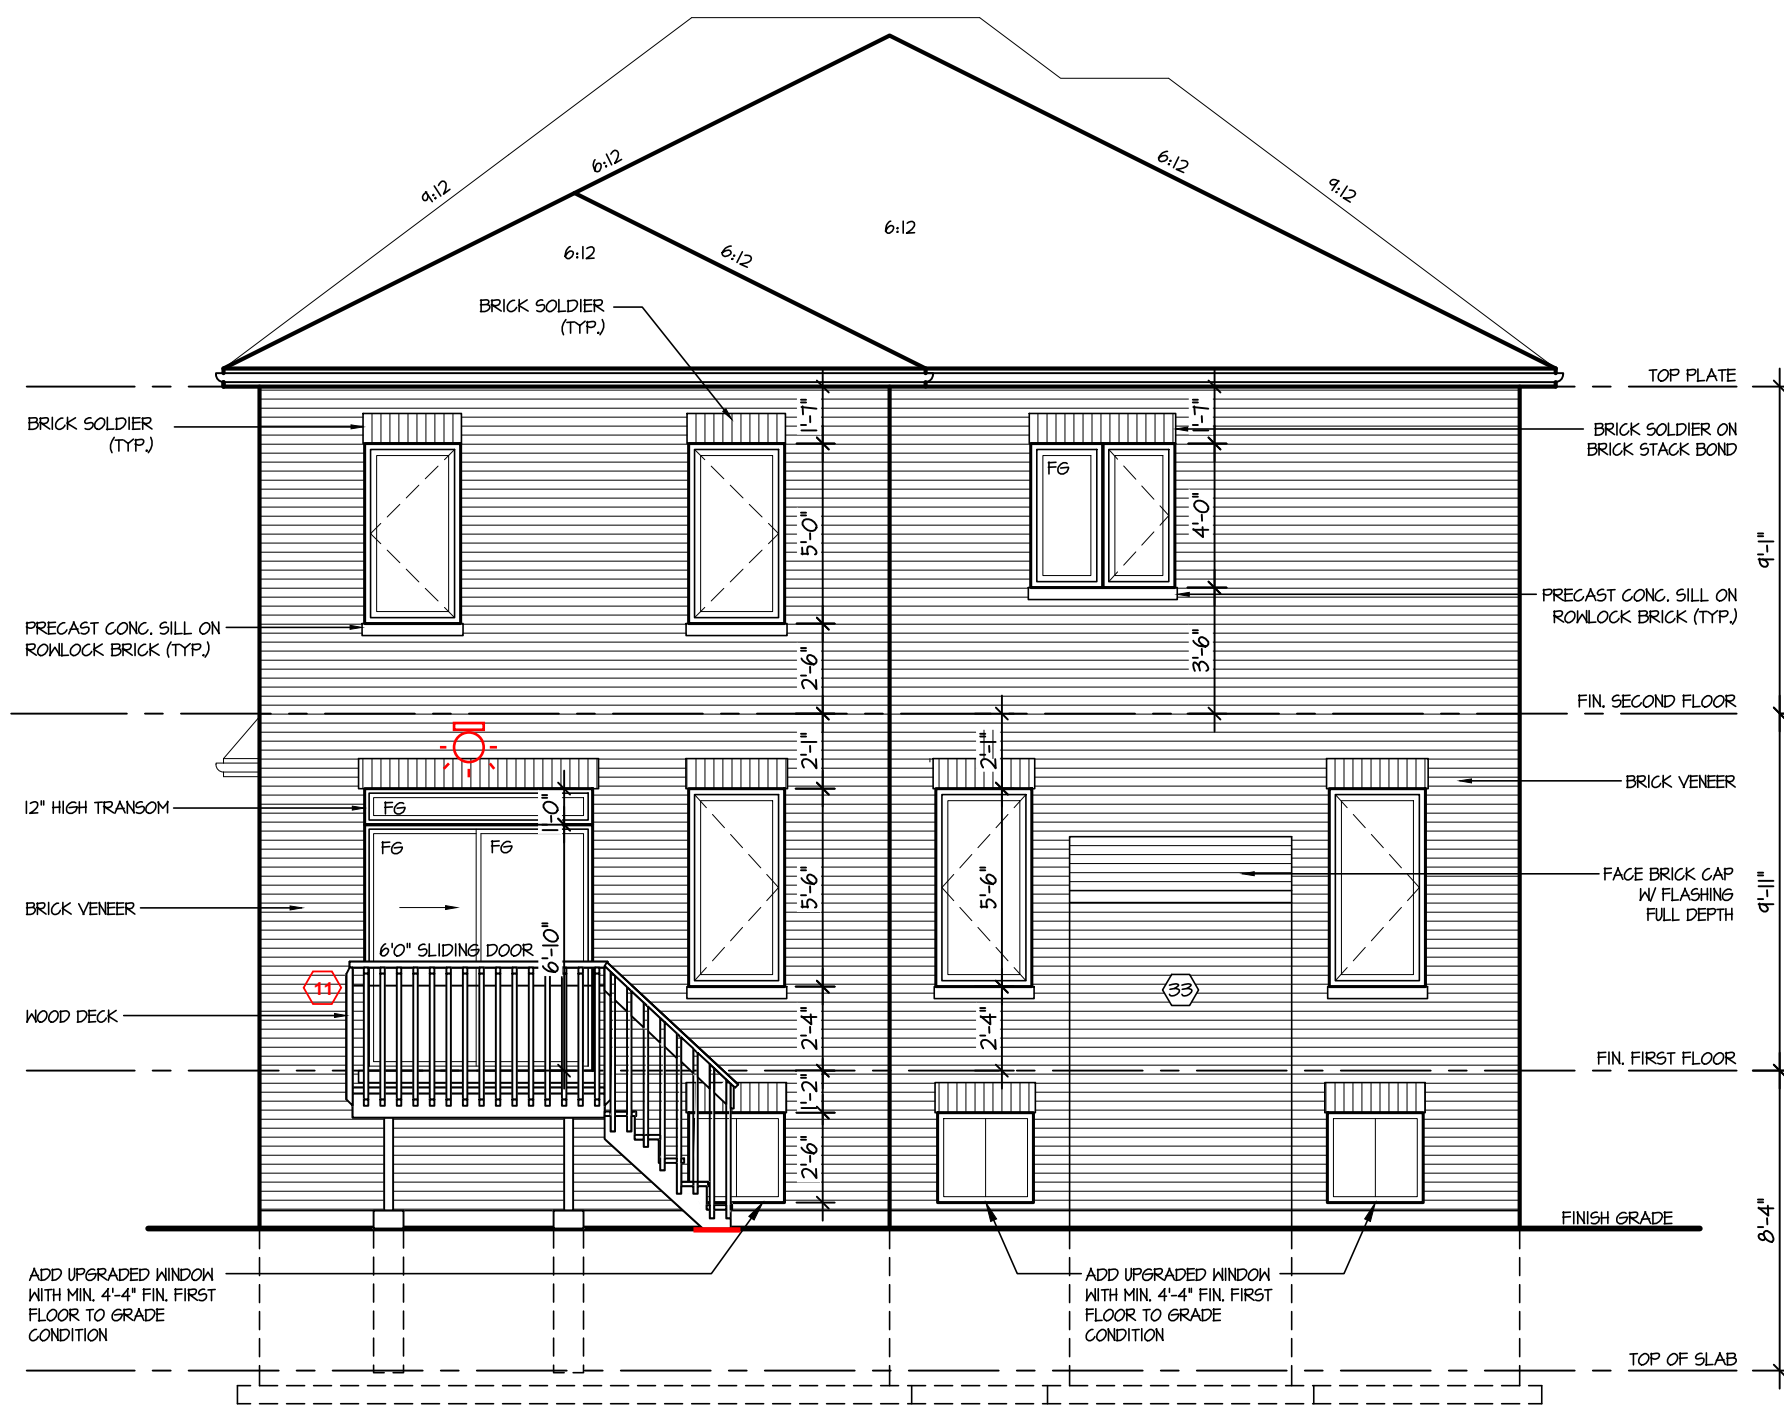 6:12
6:12
9:12
9:12
6:12
6:12
6:12
BRICK SOLDIER
(TYP.)
TOP PLATE
BRICK SOLDIER
(TYP.)
1'-7"
1'-7"
BRICK SOLDIER ON
BRICK STACK BOND
FG
5'-0"
4'-0"
9'-1"
PRECAST CONC. SILL ON
ROWLOCK BRICK (TYP.)
PRECAST CONC. SILL ON
ROWLOCK BRICK (TYP.)
2'-6"
3'-6"
FIN. SECOND FLOOR
2'-1"
2'-1"
BRICK VENEER
12" HIGH TRANSOM
FG
1'-0"
FG
FG
5'-6"
5'-6"
FACE BRICK CAP
W/ FLASHING
FULL DEPTH
9'-11"
BRICK VENEER
6'0" SLIDING DOOR
6'-10"
11
33
WOOD DECK
2'-4"
2'-4"
FIN. FIRST FLOOR
1'-2"
2'-6"
FINISH GRADE
8'-4"
ADD UPGRADED WINDOW
WITH MIN. 4'-4" FIN. FIRST
FLOOR TO GRADE
CONDITION
ADD UPGRADED WINDOW
WITH MIN. 4'-4" FIN. FIRST
FLOOR TO GRADE
CONDITION
TOP OF SLAB